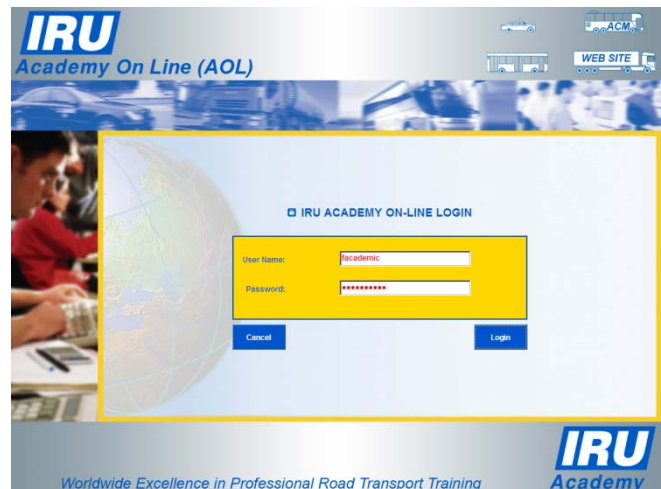 IRU
Academy On Line (AOL)
ACM
WEB SITE
IRU ACADEMY ON-LINE LOGIN
User Name:
facademic
Password:
••••••••••
Cancel
Login
IRU
Academy
Worldwide Excellence in Professional Road Transport Training